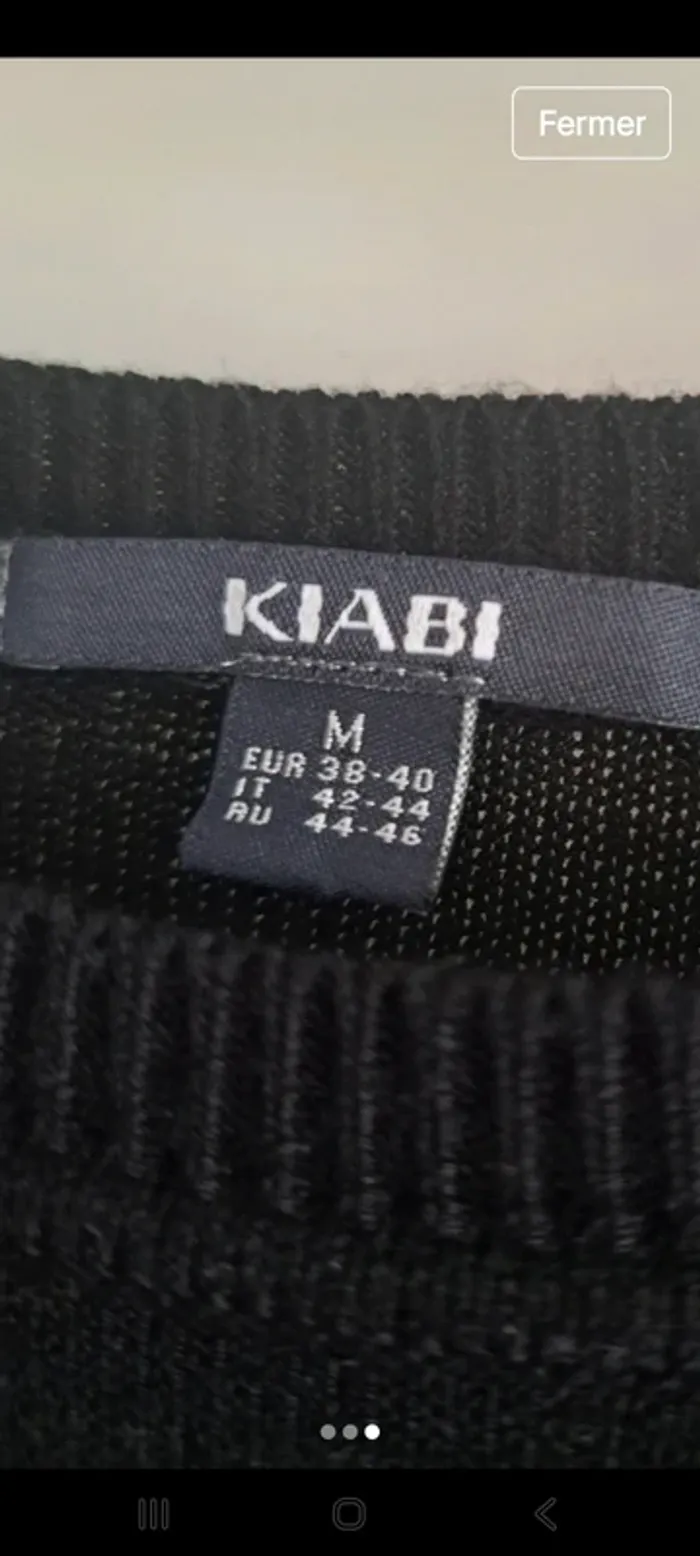 Fermer
KIABI
M
EUR 38-40
IT 42-44
AU 44-46